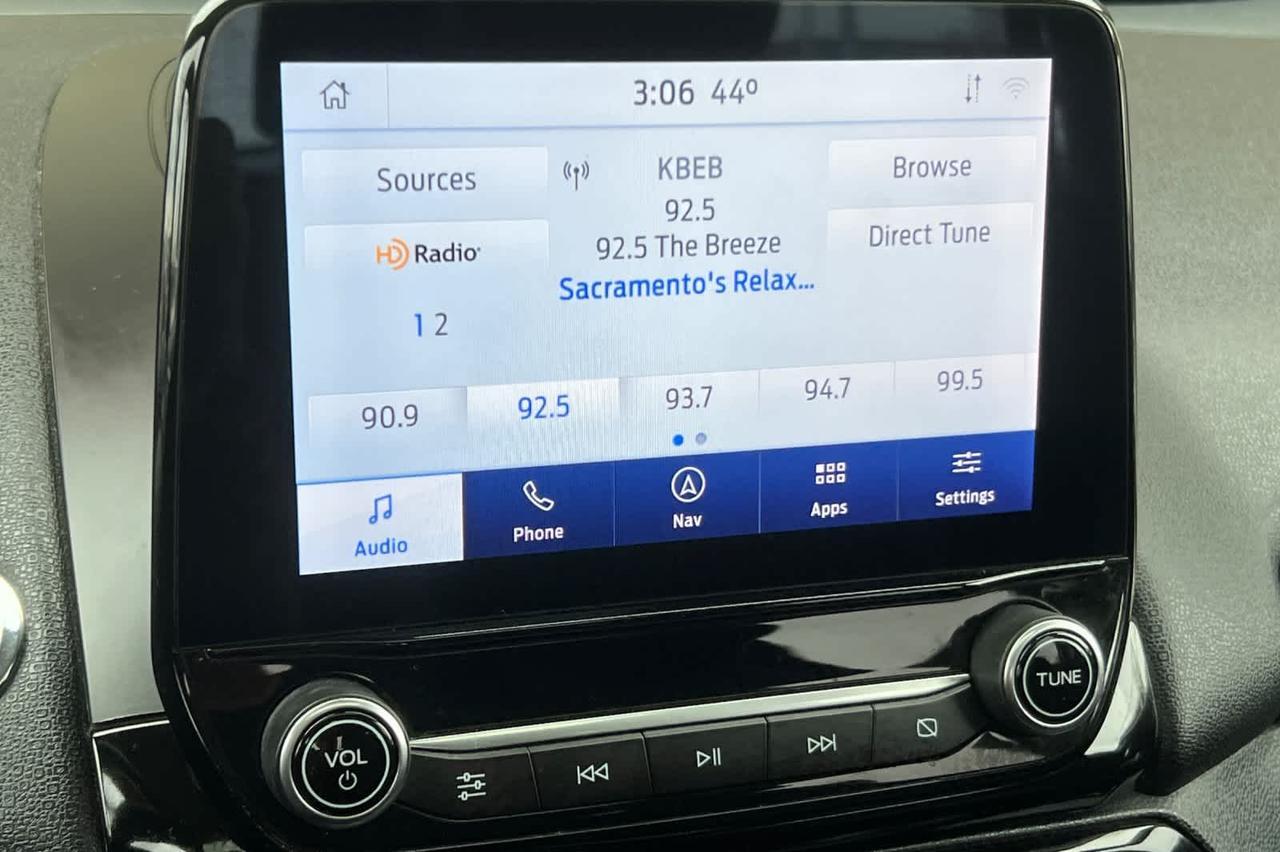 3:06 44º
Sources
KBEB
Browse
92.5
HD Radio
92.5 The Breeze
Direct Tune
Sacramento's Relax...
1 2
90.9
92.5
93.7
94.7
99.5
Audio
Phone
Nav
Apps
Settings
VOL
TUNE